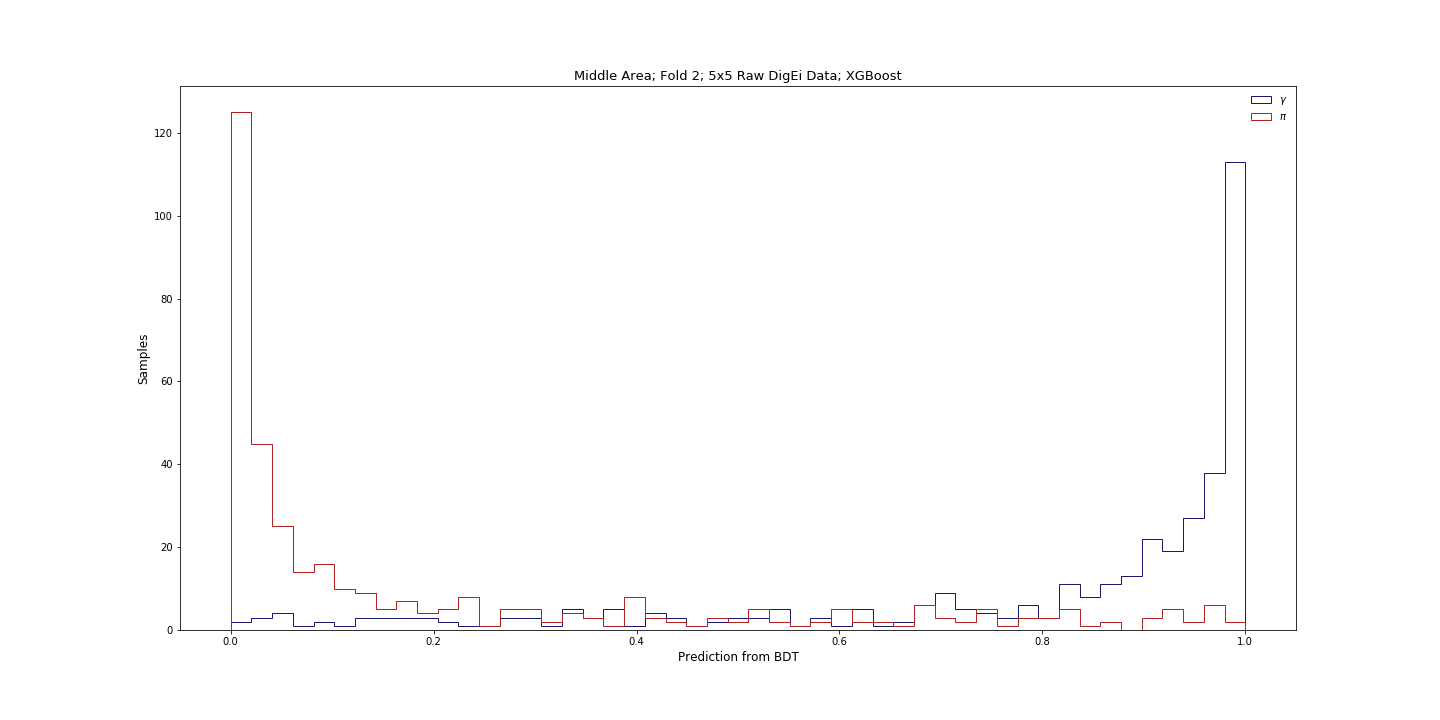 Middle Area; Fold 2; 5x5 Raw DigEi Data; XGBoost
γ
π
120
100
80
60
40
20
0
Samples
0.0 0.2 0.4 0.6 0.8 1.0
Prediction from BDT